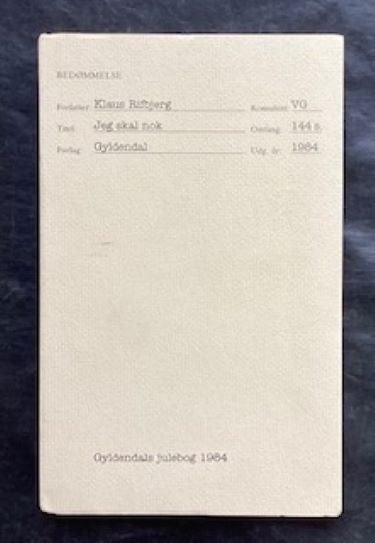 BEDØMMELSE
Forfatter Klaus Rifbjerg Konsulent VG
Titel Jeg skal nok Omfang 144 s.
Forlag Gyldendal Udg. år: 1984
Gyldendals julebog 1984